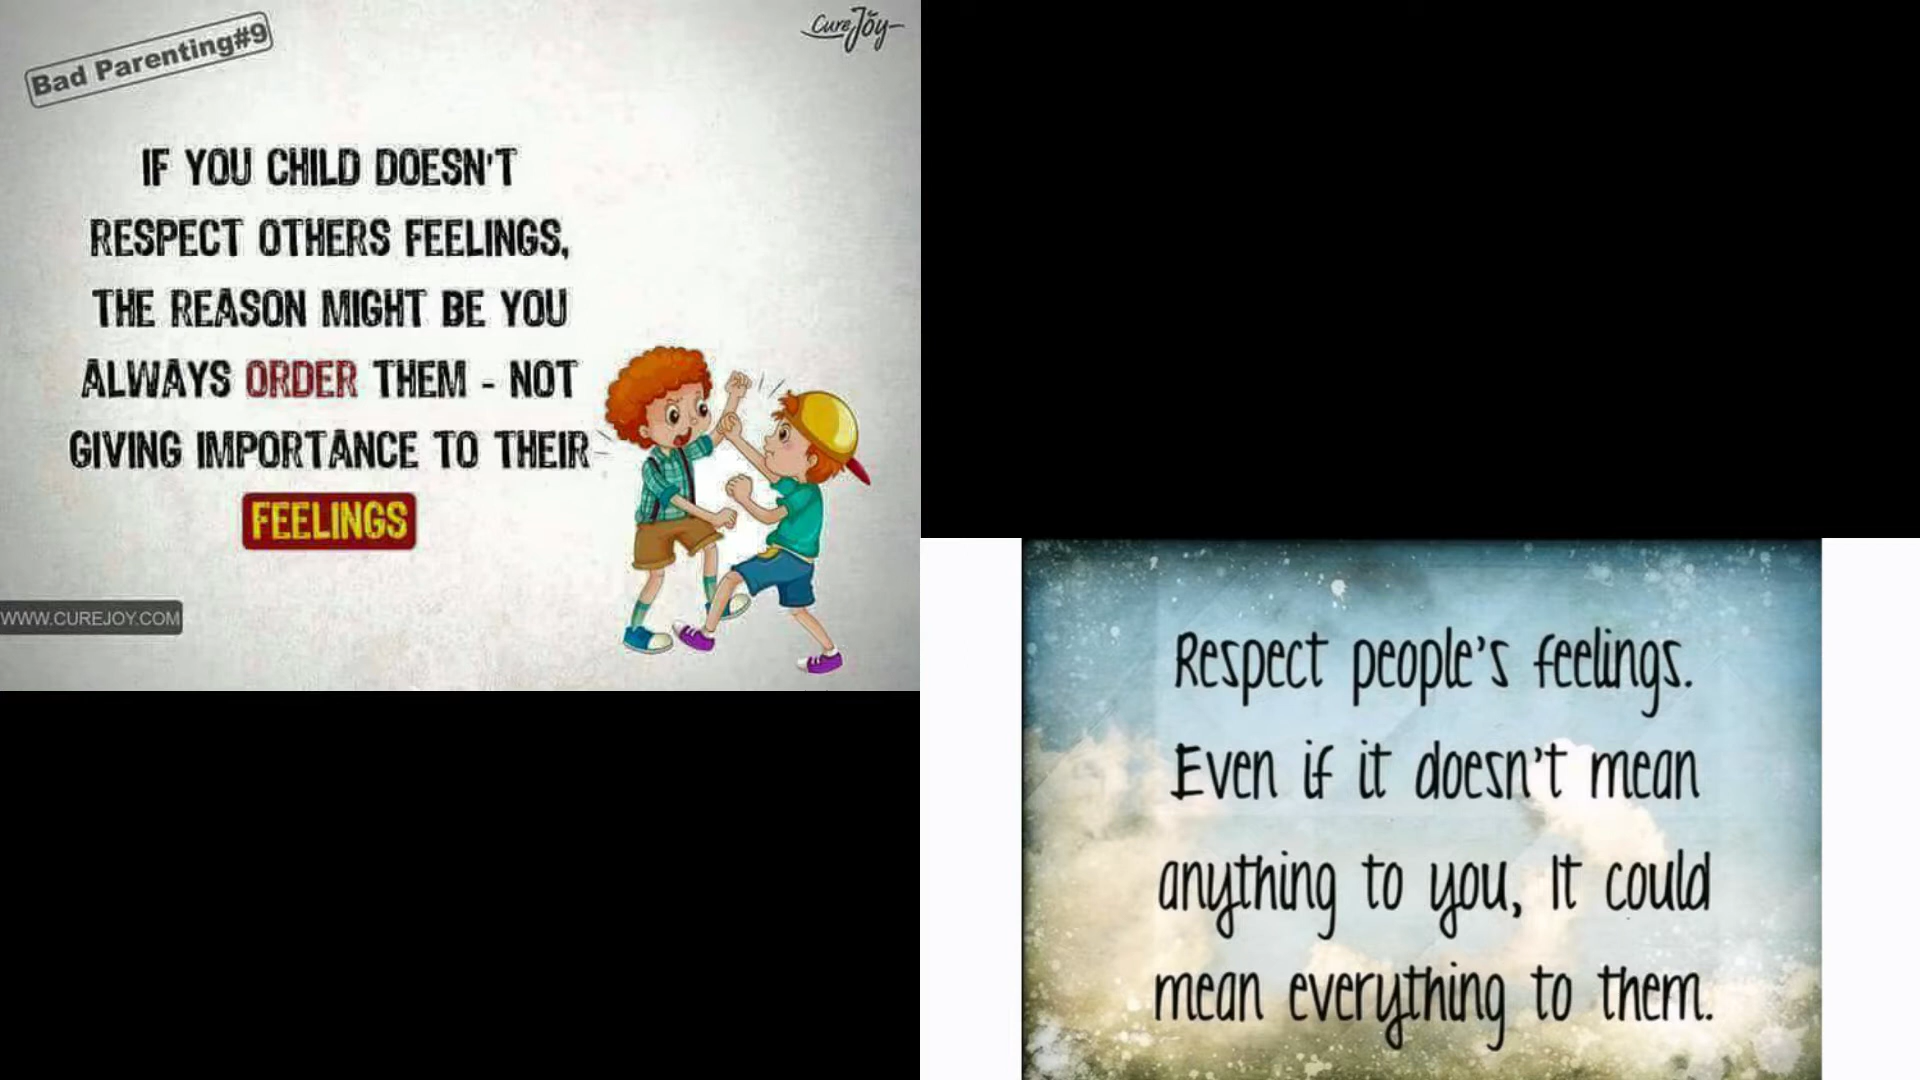 Bad Parenting#9
CureJoy
IF YOU CHILD DOESN'T
RESPECT OTHERS FEELINGS,
THE REASON MIGHT BE YOU
ALWAYS ORDER THEM - NOT
GIVING IMPORTANCE TO THEIR
FEELINGS
WWW.CUREJOY.COM
Respect people's feelings.
Even if it doesn't mean
anything to you, It could
mean everything to them.